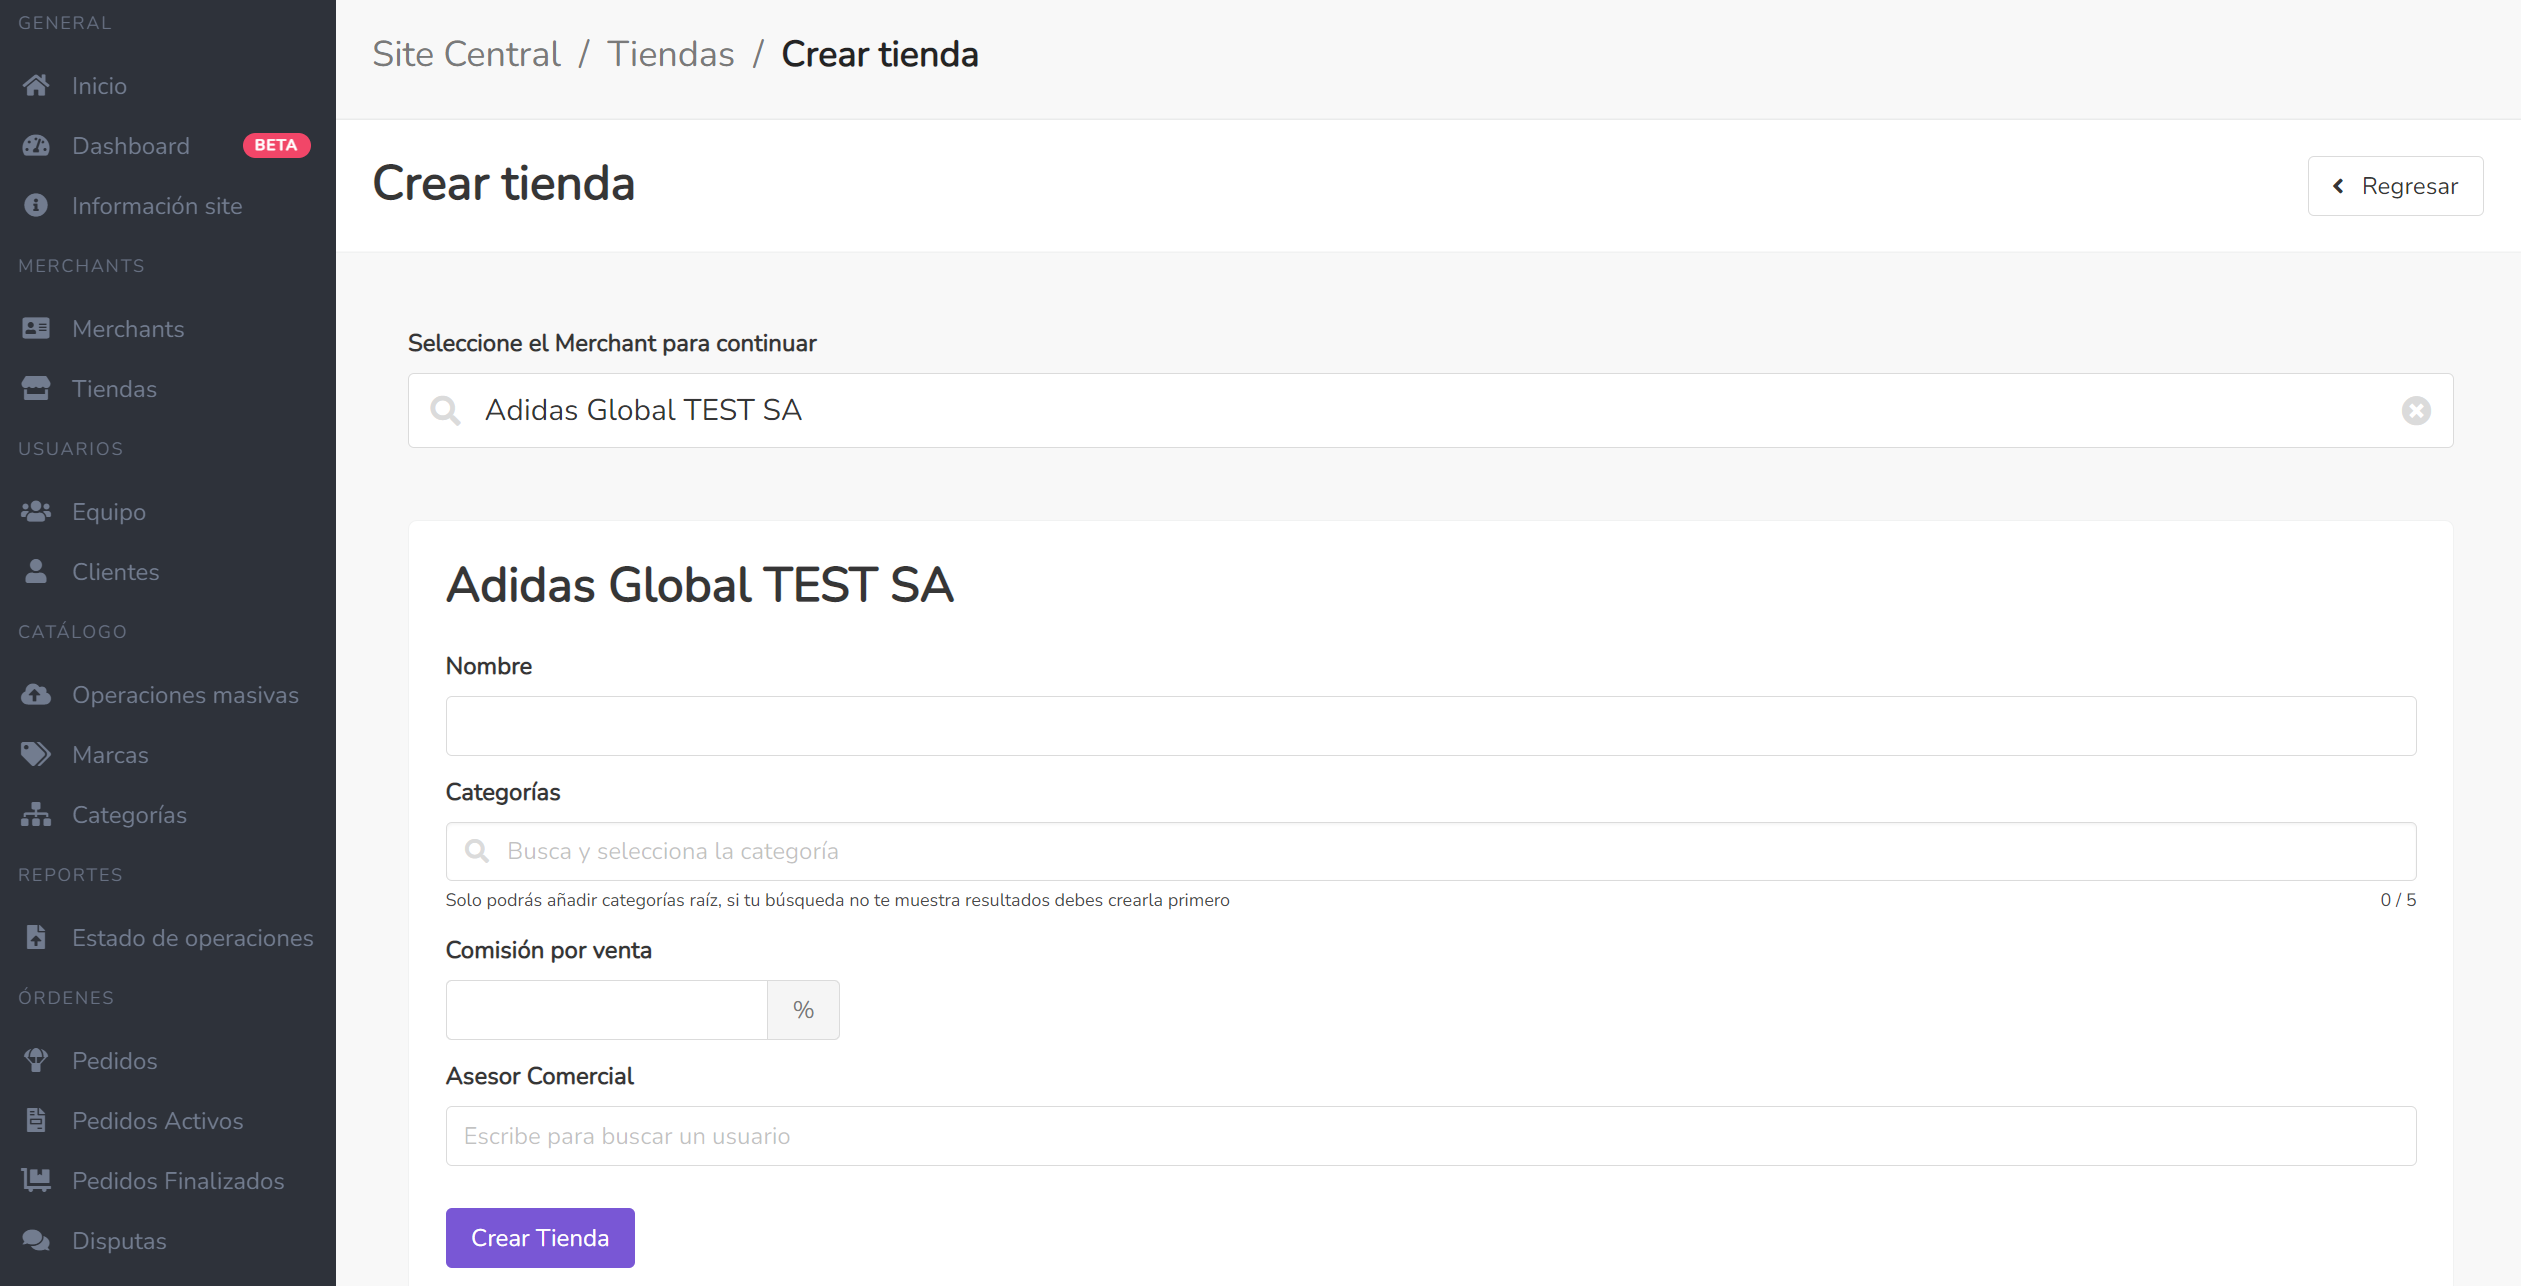 GENERAL
Inicio
Dashboard BETA
Información site
MERCHANTS
Merchants
Tiendas
USUARIOS
Equipo
Clientes
CATÁLOGO
Operaciones masivas
Marcas
Categorías
REPORTES
Estado de operaciones
ÓRDENES
Pedidos
Pedidos Activos
Pedidos Finalizados
Disputas
Site Central / Tiendas / Crear tienda
Crear tienda
Regresar
Seleccione el Merchant para continuar
Adidas Global TEST SA
Adidas Global TEST SA
Nombre
Categorías
Busca y selecciona la categoría
Solo podrás añadir categorías raíz, si tu búsqueda no te muestra resultados debes crearla primero 0 / 5
Comisión por venta
%
Asesor Comercial
Escribe para buscar un usuario
Crear Tienda